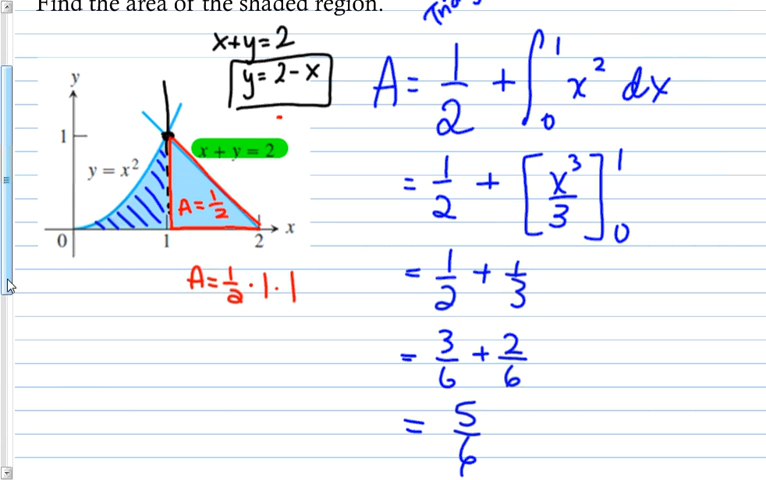 Find the area of the shaded region.
x+y=2
y=2-x
y
1
y = x²
x + y = 2
A=1/2
0
1
2
x
A=1/2·1·1
A= 1/2 + ∫₀¹ x² dx
= 1/2 + [x³/3]₀¹
= 1/2 + 1/3
= 3/6 + 2/6
= 5/6